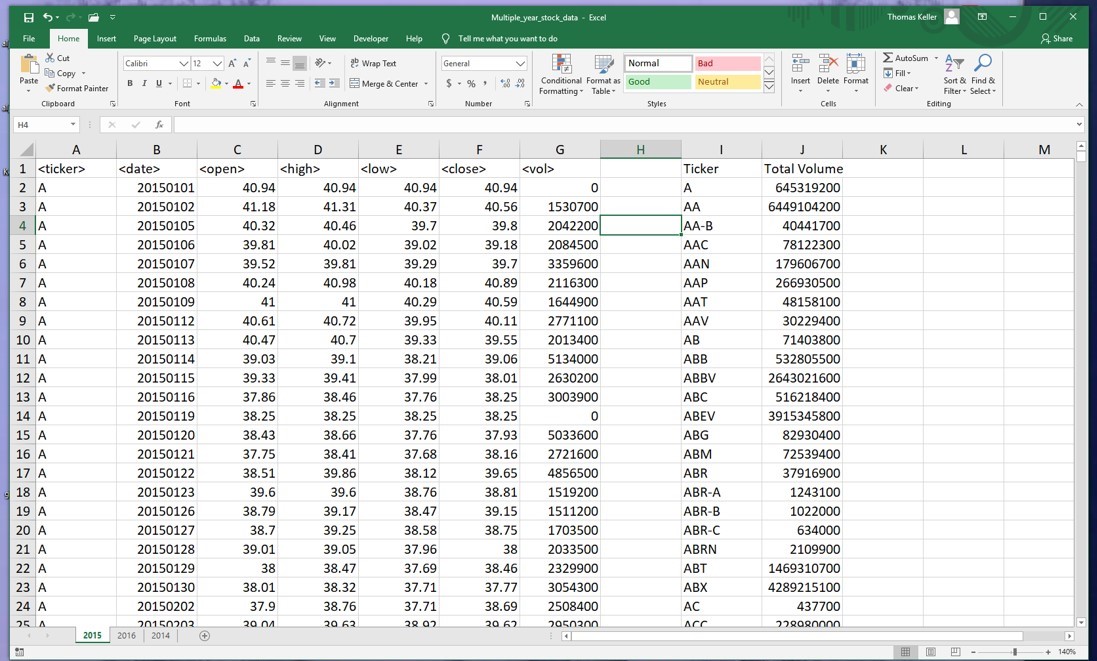 Multiple_year_stock_data - Excel
Thomas Keller
File Home Insert Page Layout Formulas Data Review View Developer Help Tell me what you want to do Share
Paste
Cut
Copy
Format Painter
Clipboard
Calibri 12
B I U
Font
Wrap Text
Merge & Center
Alignment
General
$ % ,
Number
Conditional Formatting
Format as Table
Normal Bad
Good Neutral
Styles
Insert Delete Format
Cells
AutoSum
Fill
Clear
Sort & Filter
Find & Select
Editing
H4 fx
A B C D E F G H I J K L M
1 <ticker> <date> <open> <high> <low> <close> <vol> Ticker Total Volume
2 A 20150101 40.94 40.94 40.94 40.94 0 A 645319200
3 A 20150102 41.18 41.31 40.37 40.56 1530700 AA 6449104200
4 A 20150105 40.32 40.46 39.7 39.8 2042200 AA-B 40441700
5 A 20150106 39.81 40.02 39.02 39.18 2084500 AAC 78122300
6 A 20150107 39.52 39.81 39.29 39.7 3359600 AAN 179606700
7 A 20150108 40.24 40.98 40.18 40.89 2116300 AAP 266930500
8 A 20150109 41 41 40.29 40.59 1644900 AAT 48158100
9 A 20150112 40.61 40.72 39.95 40.11 2771100 AAV 30229400
10 A 20150113 40.47 40.7 39.33 39.55 2013400 AB 71403800
11 A 20150114 39.03 39.1 38.21 39.06 5134000 ABB 532805500
12 A 20150115 39.33 39.41 37.99 38.01 2630200 ABBV 2643021600
13 A 20150116 37.86 38.46 37.76 38.25 3003900 ABC 516218400
14 A 20150119 38.25 38.25 38.25 38.25 0 ABEV 3915345800
15 A 20150120 38.43 38.66 37.76 37.93 5033600 ABG 82930400
16 A 20150121 37.75 38.41 37.68 38.16 2721600 ABM 72539400
17 A 20150122 38.51 39.86 38.12 39.65 4856500 ABR 37916900
18 A 20150123 39.6 39.6 38.76 38.81 1519200 ABR-A 1243100
19 A 20150126 38.79 39.17 38.47 39.15 1511200 ABR-B 1022000
20 A 20150127 38.7 39.25 38.58 38.75 1703500 ABR-C 634000
21 A 20150128 39.01 39.05 37.96 38 2033500 ABRN 2109900
22 A 20150129 38 38.47 37.69 38.46 2329900 ABT 1469310700
23 A 20150130 38.01 38.32 37.71 37.77 3054300 ABX 4289215100
24 A 20150202 37.9 38.76 37.71 38.69 2508400 AC 437700
25 A 20150203 39.04 39.63 38.92 39.62 2950300 ACC 228980000
2015 2016 2014
140%